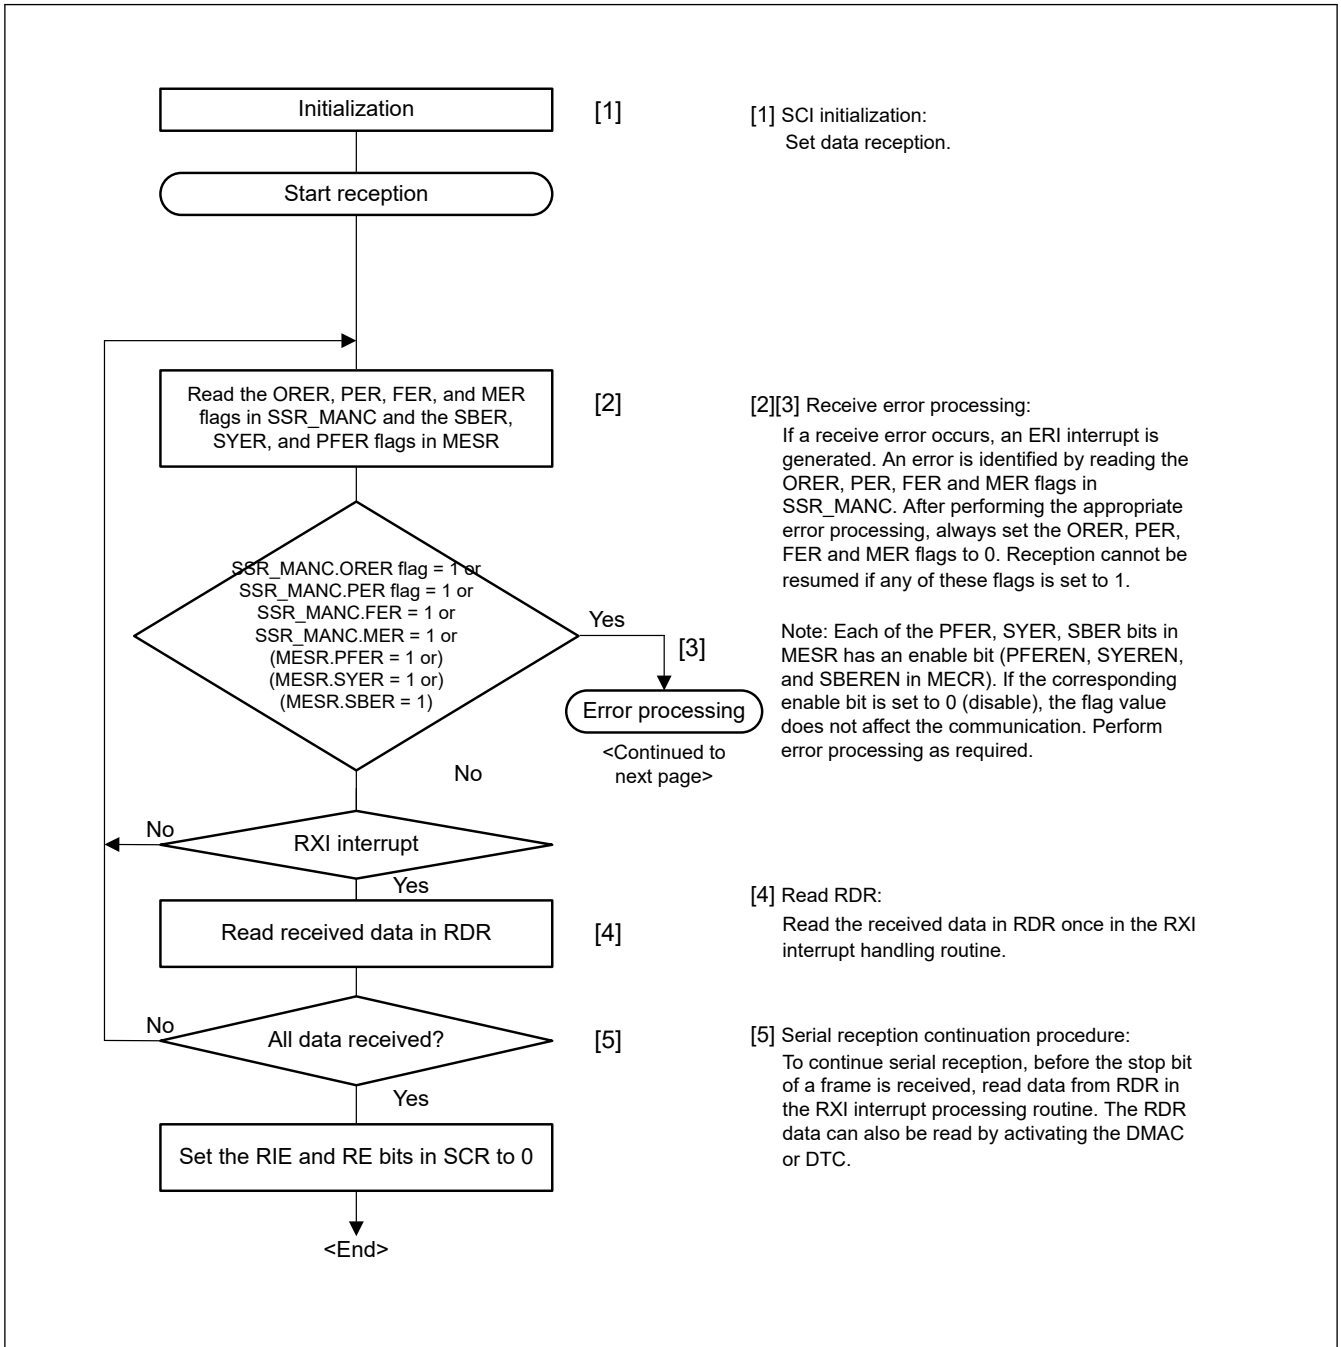 Initialization
[1]
[1] SCI initialization:
Set data reception.
Start reception
Read the ORER, PER, FER, and MER
flags in SSR_MANC and the SBER,
SYER, and PFER flags in MESR
[2]
[2][3] Receive error processing:
If a receive error occurs, an ERI interrupt is
generated. An error is identified by reading the
ORER, PER, FER and MER flags in
SSR_MANC. After performing the appropriate
error processing, always set the ORER, PER,
FER and MER flags to 0. Reception cannot be
resumed if any of these flags is set to 1.
Note: Each of the PFER, SYER, SBER bits in
MESR has an enable bit (PFEREN, SYEREN,
and SBEREN in MECR). If the corresponding
enable bit is set to 0 (disable), the flag value
does not affect the communication. Perform
error processing as required.
SSR_MANC.ORER flag = 1 or
SSR_MANC.PER flag = 1 or
SSR_MANC.FER = 1 or
SSR_MANC.MER = 1 or
(MESR.PFER = 1 or)
(MESR.SYER = 1 or)
(MESR.SBER = 1)
Yes
[3]
Error processing
<Continued to
next page>
No
No
RXI interrupt
Yes
Read received data in RDR
[4]
[4] Read RDR:
Read the received data in RDR once in the RXI
interrupt handling routine.
No
All data received?
[5]
[5] Serial reception continuation procedure:
To continue serial reception, before the stop bit
of a frame is received, read data from RDR in
the RXI interrupt processing routine. The RDR
data can also be read by activating the DMAC
or DTC.
Yes
Set the RIE and RE bits in SCR to 0
<End>